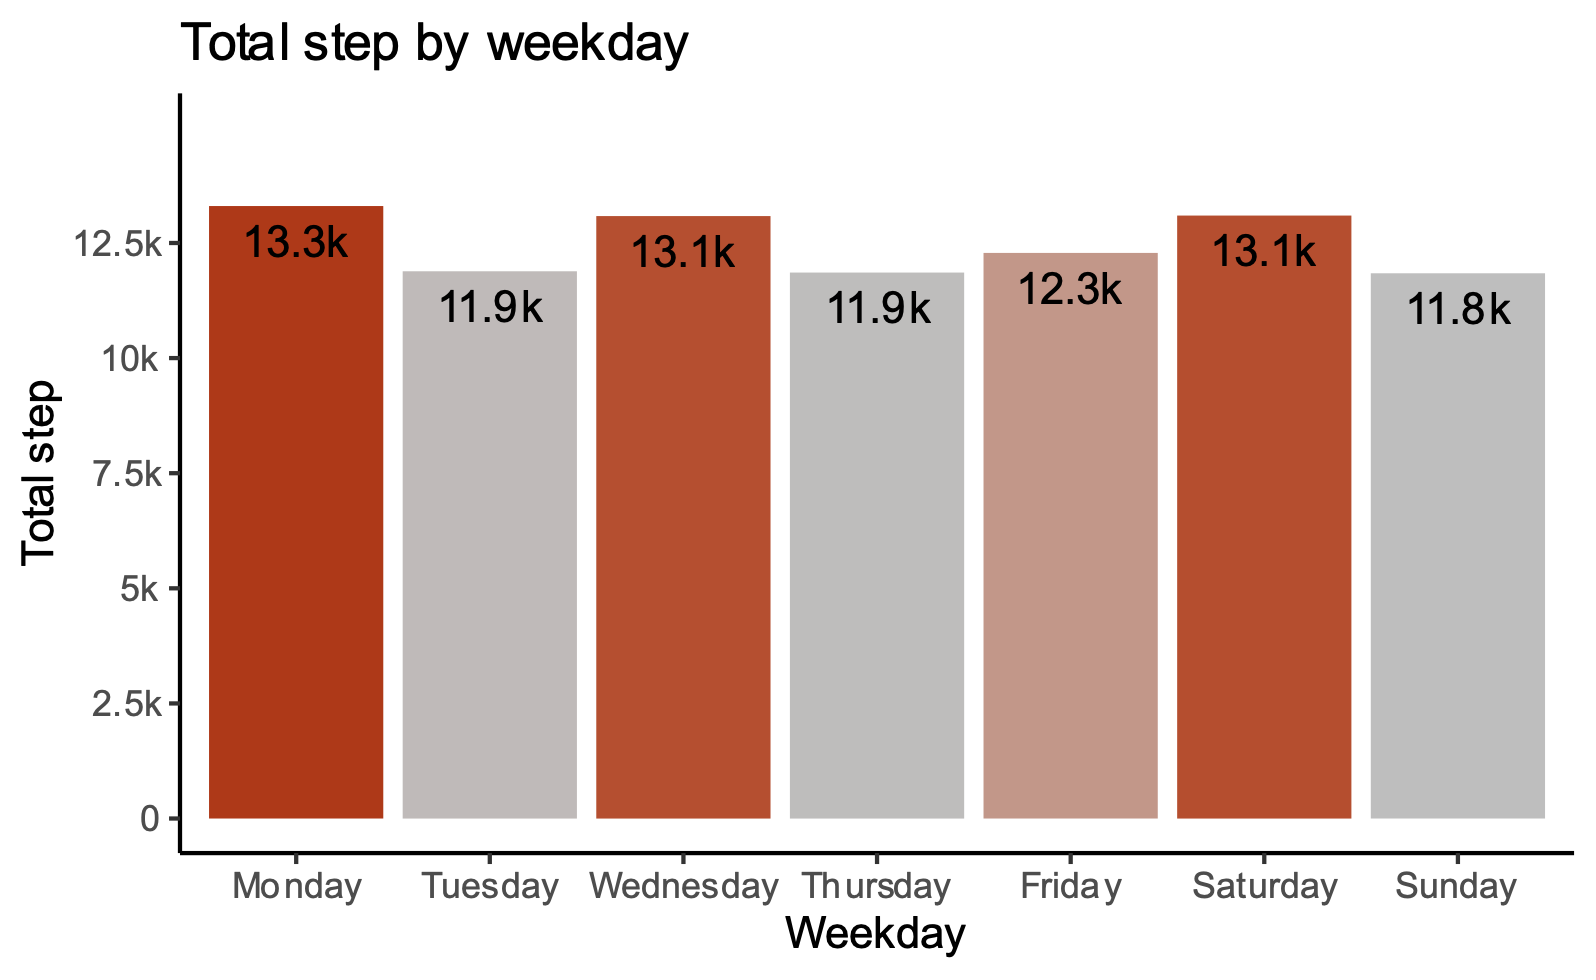 Total step by weekday
Total step
12.5k
10k
7.5k
5k
2.5k
0
13.3k
11.9k
13.1k
11.9k
12.3k
13.1k
11.8k
Monday Tuesday Wednesday Thursday Friday Saturday Sunday
Weekday